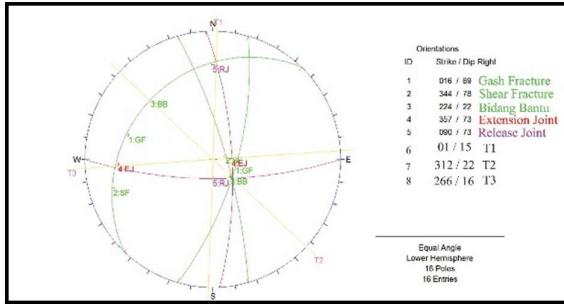 N
T1
5:RJ
3:BB
1:GF
W
E
4:EJ
4:EJ
1:GF
T3
5:RJ
3:BB
2:SF
T2
S
Orientations
ID Strike / Dip Right
1 016 / 69 Gash Fracture
2 344 / 78 Shear Fracture
3 224 / 22 Bidang Bantu
4 357 / 73 Extension Joint
5 090 / 73 Release Joint
6 01 / 15 T1
7 312 / 22 T2
8 266 / 16 T3
Equal Angle
Lower Hemisphere
16 Poles
16 Entries